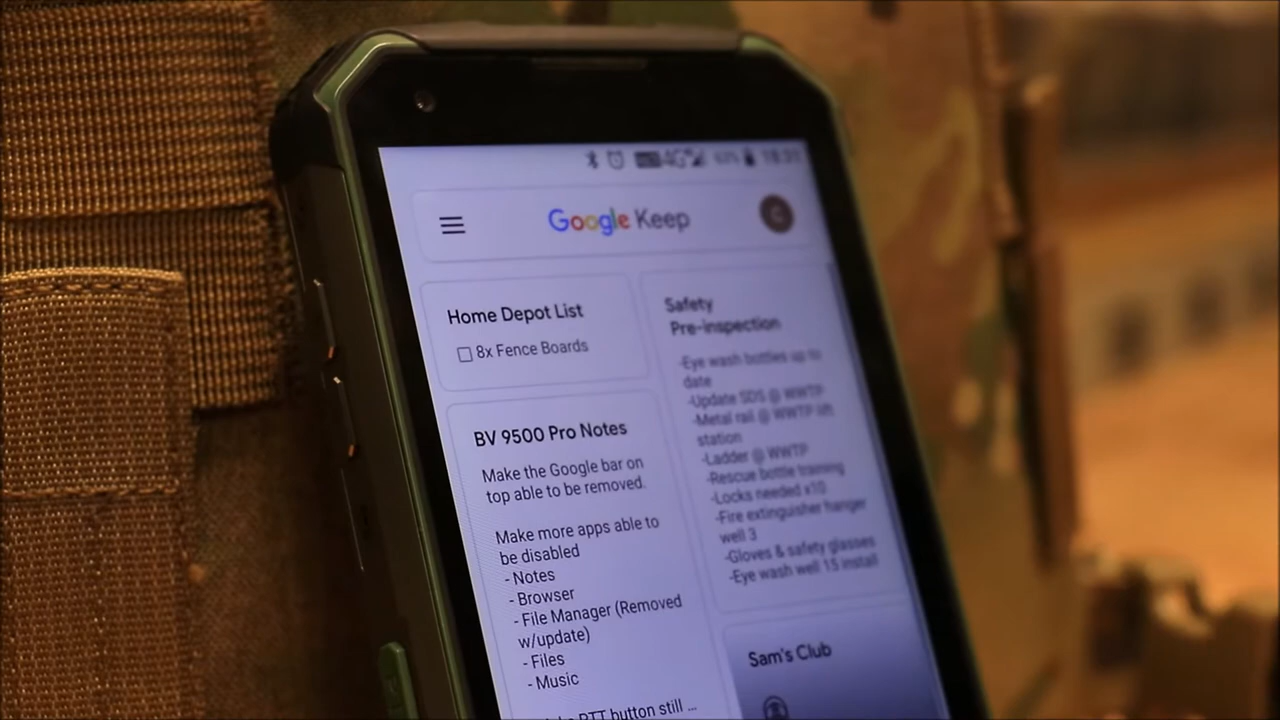 4G
18:31
Google Keep
C
Home Depot List
8x Fence Boards
BV 9500 Pro Notes
Make the Google bar on
top able to be removed.
Make more apps able to
be disabled
- Notes
- Browser
- File Manager (Removed
w/update)
- Files
- Music
PTT button still ...
Safety
Pre-inspection
-Eye wash bottles up to
date
-Update SDS @ WWTP
-Metal rail @ WWTP lift
station
-Ladder @ WWTP
-Rescue bottle training
-Locks needed x10
-Fire extinguisher hanger
well 3
-Gloves & safety glasses
-Eye wash well 15 install
Sam's Club